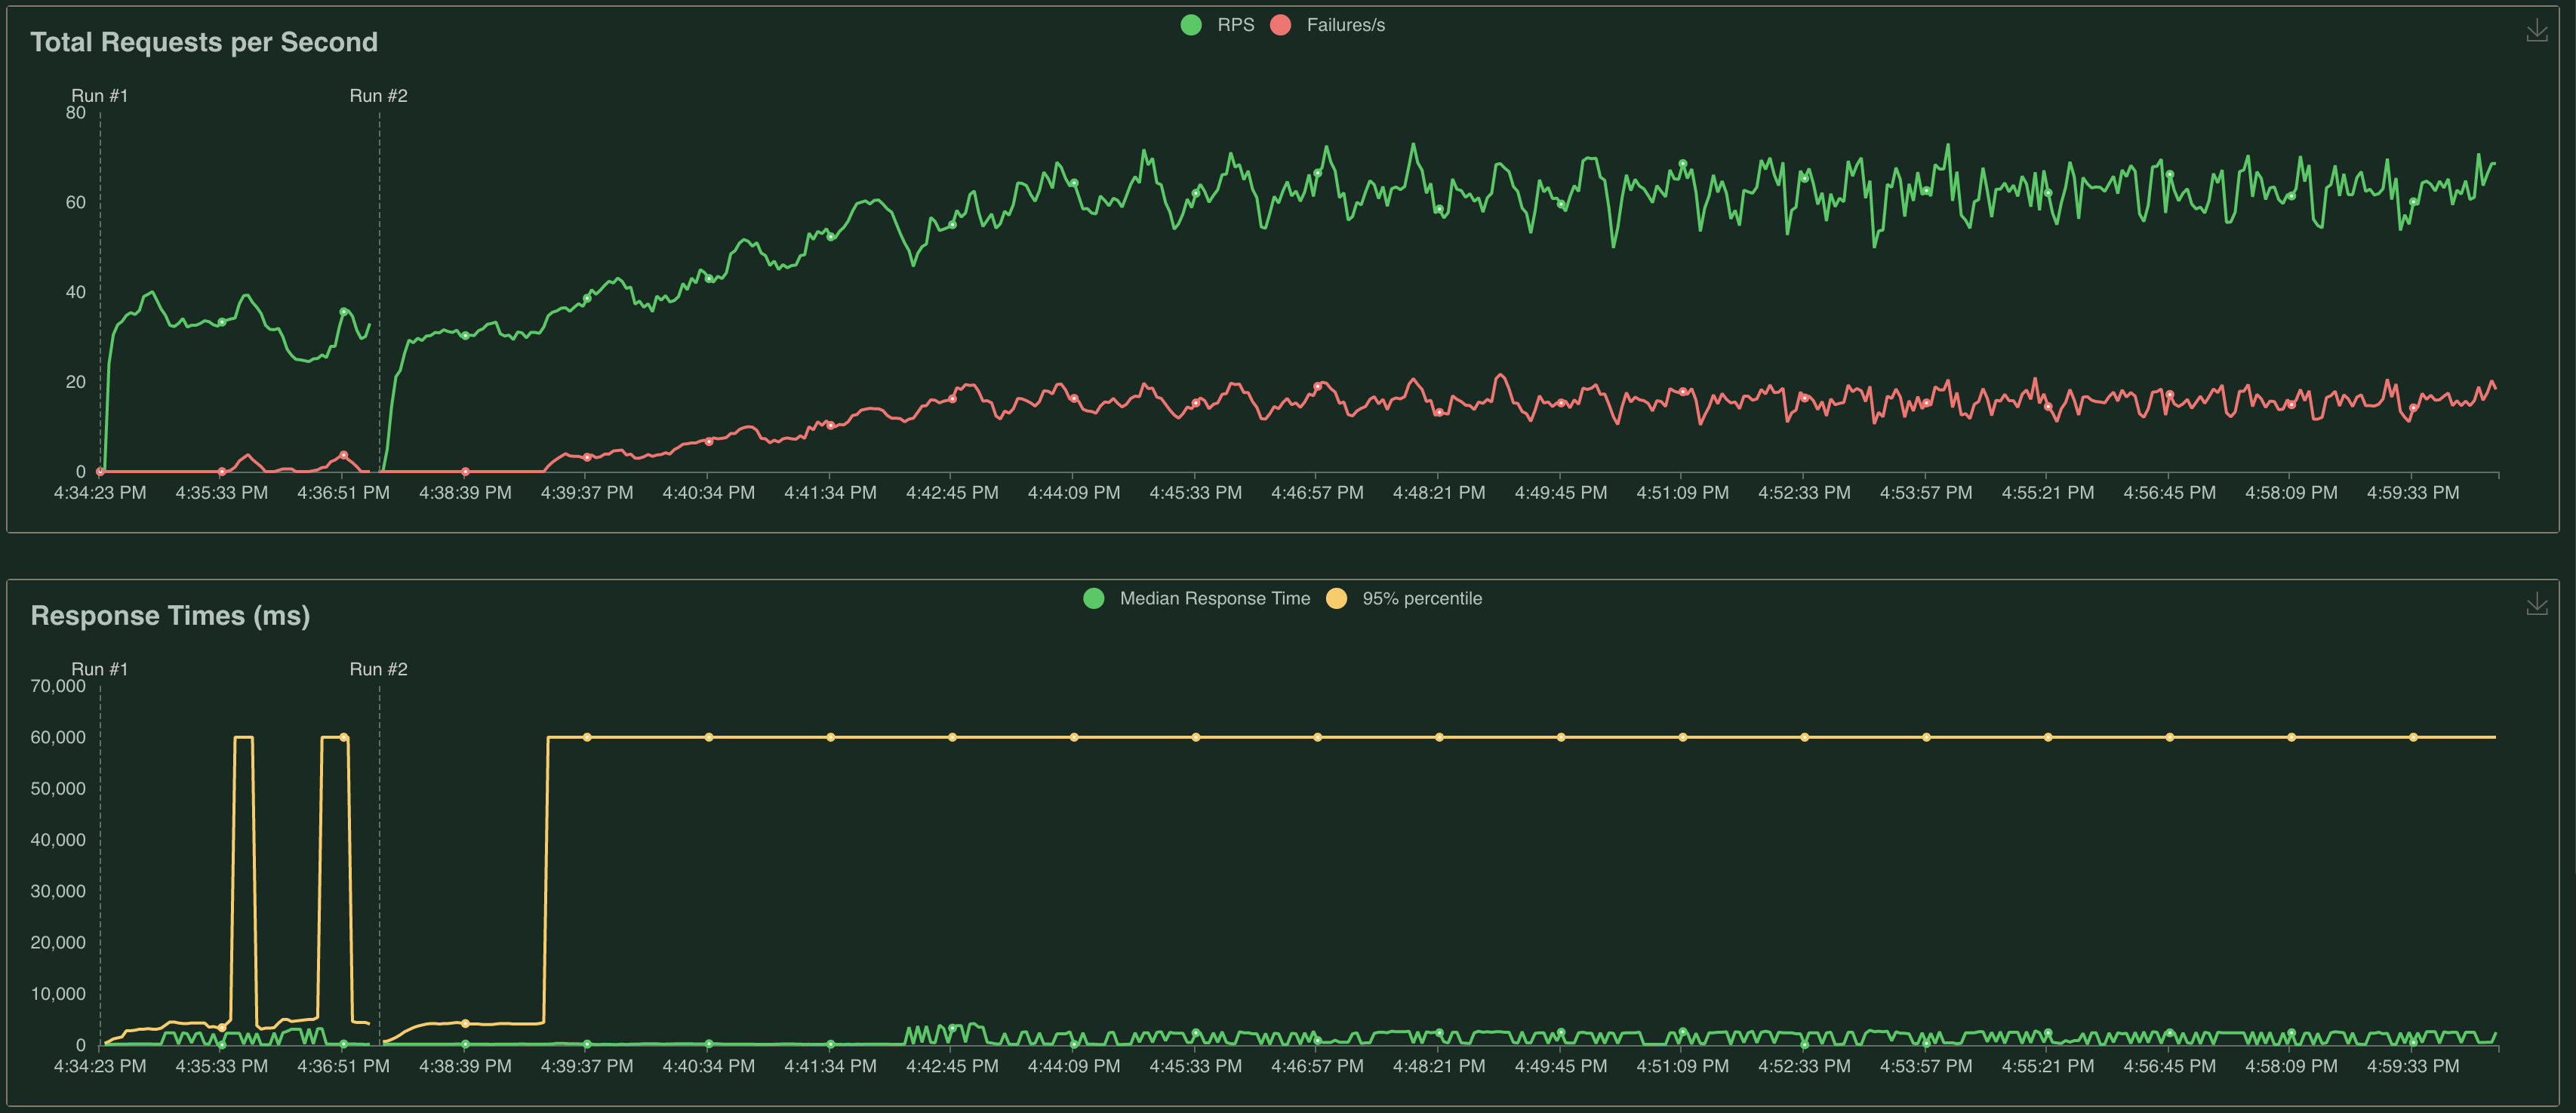 RPS Failures/s
Total Requests per Second
Run #1 Run #2
80
60
40
20
0
4:34:23 PM 4:35:33 PM 4:36:51 PM 4:38:39 PM 4:39:37 PM 4:40:34 PM 4:41:34 PM 4:42:45 PM 4:44:09 PM 4:45:33 PM 4:46:57 PM 4:48:21 PM 4:49:45 PM 4:51:09 PM 4:52:33 PM 4:53:57 PM 4:55:21 PM 4:56:45 PM 4:58:09 PM 4:59:33 PM
Median Response Time 95% percentile
Response Times (ms)
Run #1 Run #2
70,000
60,000
50,000
40,000
30,000
20,000
10,000
0
4:34:23 PM 4:35:33 PM 4:36:51 PM 4:38:39 PM 4:39:37 PM 4:40:34 PM 4:41:34 PM 4:42:45 PM 4:44:09 PM 4:45:33 PM 4:46:57 PM 4:48:21 PM 4:49:45 PM 4:51:09 PM 4:52:33 PM 4:53:57 PM 4:55:21 PM 4:56:45 PM 4:58:09 PM 4:59:33 PM